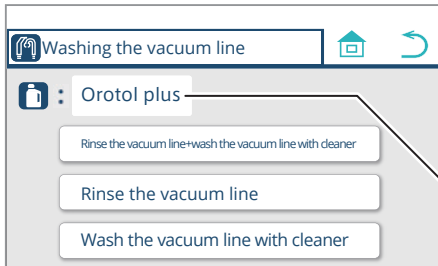 Washing the vacuum line
: Orotol plus
Rinse the vacuum line+wash the vacuum line with cleaner
Rinse the vacuum line
Wash the vacuum line with cleaner